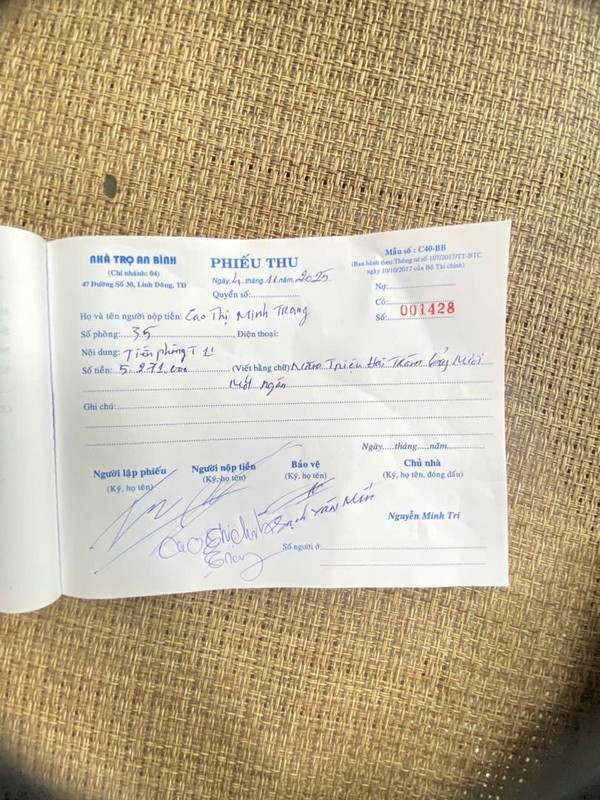 NHÀ TRỌ AN BÌNH
(Chi nhánh: 04)
47 Đường Số 30, Linh Đông, TĐ
PHIẾU THU
Ngày 4 tháng 11 năm 2025
Quyển số:
Mẫu số : C40-BB
(Ban hành theo Thông tư số 107/2017/TT-BTC
ngày 10/10/2017 của Bộ Tài chính)
Nợ:
Có:
Số: 001428
Họ và tên người nộp tiền: Cao Thị Minh Trang
Số phòng: 35, Điện thoại:
Nội dung: Tiền phòng T 11
Số tiền: 5.271.000 (Viết bằng chữ) Năm Triệu Hai Trăm Bảy Mươi
Một ngàn
Ghi chú:
Ngày.....tháng.....năm
Người lập phiếu Người nộp tiền Bảo vệ Chủ nhà
(Ký, họ tên) (Ký, họ tên) (Ký, họ tên) (Ký, họ tên, đóng dấu)
Nguyễn Minh Trí
Số người ở: